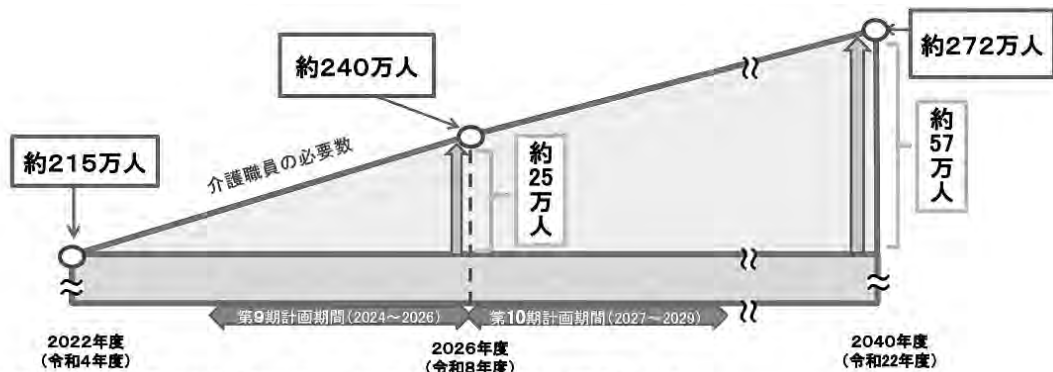 約215万人
約240万人
約272万人
介護職員の必要数
約25万人
約57万人
第9期計画期間(2024～2026)
第10期計画期間(2027～2029)
2022年度
(令和4年度)
2026年度
(令和8年度)
2040年度
(令和22年度)